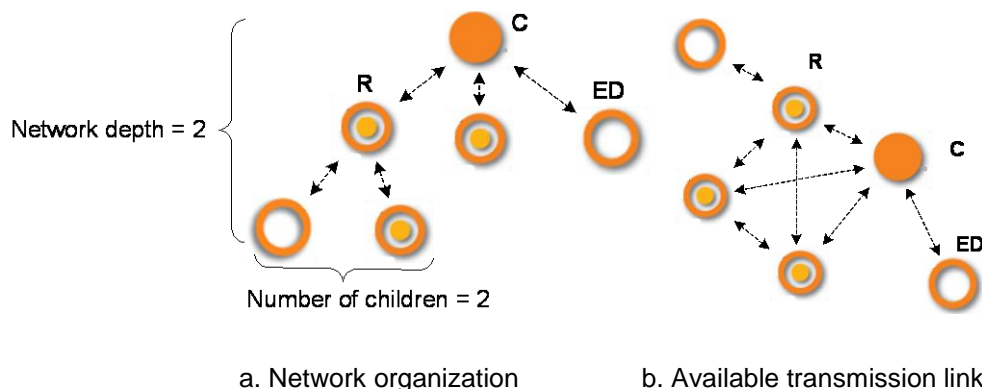 C
R
ED
Network depth = 2
Number of children = 2
a. Network organization
R
C
ED
b. Available transmission link